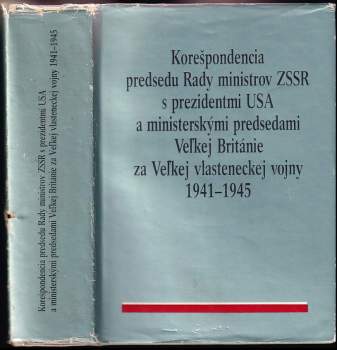 Korešpondencia predsedu Rady ministrov ZSSR s prezidentmi USA
a ministerskými predsedami Veľkej Británie za Veľkej vlasteneckej vojny 1941–1945
Korešpondencia
predsedu Rady ministrov ZSSR
s prezidentmi USA
a ministerskými predsedami
Veľkej Británie
za Veľkej vlasteneckej vojny
1941–1945